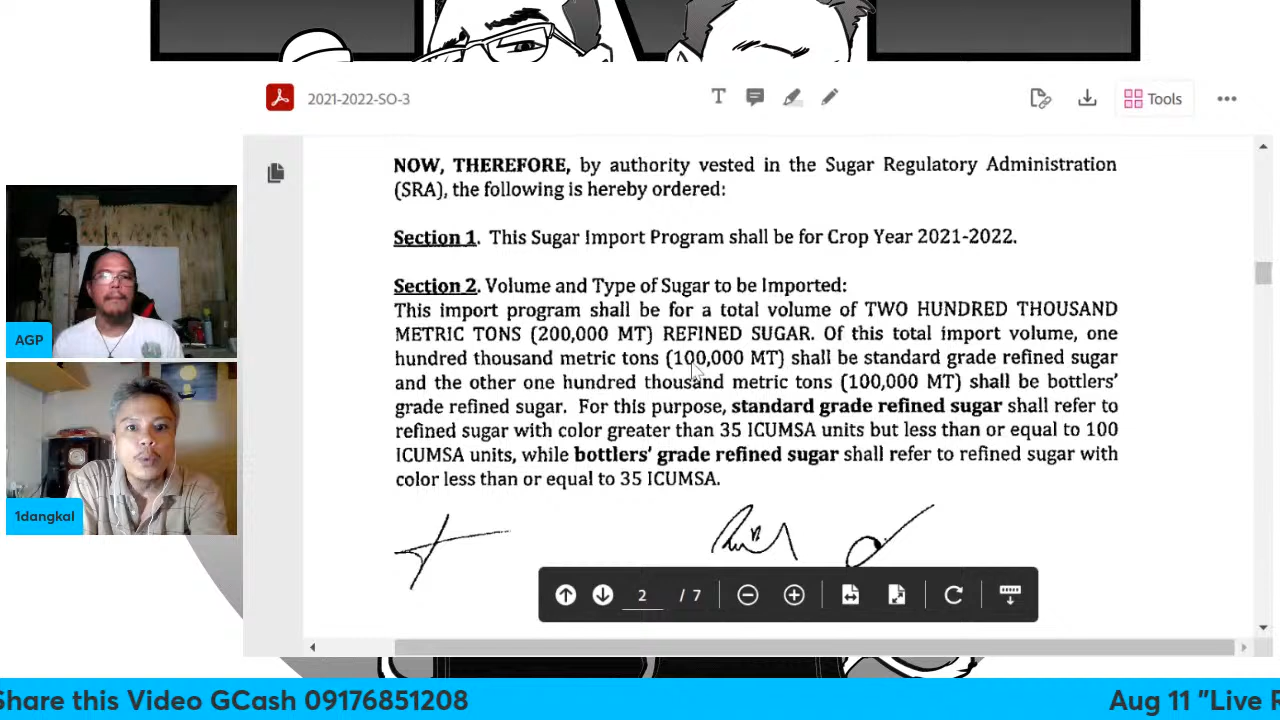 2021-2022-SO-3
Tools
NOW, THEREFORE, by authority vested in the Sugar Regulatory Administration
(SRA), the following is hereby ordered:
Section 1. This Sugar Import Program shall be for Crop Year 2021-2022.
Section 2. Volume and Type of Sugar to be Imported:
This import program shall be for a total volume of TWO HUNDRED THOUSAND
METRIC TONS (200,000 MT) REFINED SUGAR. Of this total import volume, one
hundred thousand metric tons (100,000 MT) shall be standard grade refined sugar
and the other one hundred thousand metric tons (100,000 MT) shall be bottlers’
grade refined sugar. For this purpose, standard grade refined sugar shall refer to
refined sugar with color greater than 35 ICUMSA units but less than or equal to 100
ICUMSA units, while bottlers’ grade refined sugar shall refer to refined sugar with
color less than or equal to 35 ICUMSA.
2 / 7
AGP
1dangkal
Share this Video GCash 09176851208
Aug 11 "Live